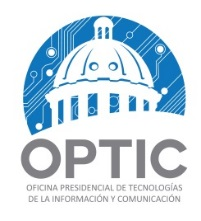 OPTIC
OFICINA PRESIDENCIAL DE TECNOLOGÍAS
DE LA INFORMACIÓN Y COMUNICACIÓN